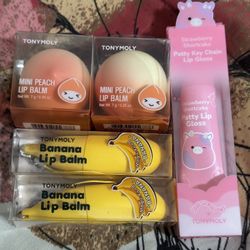 TONYMOLY
MINI PEACH
LIP BALM
TONYMOLY
MINI PEACH
LIP BALM
Strawberry
Shortcake
Patty Key Chain
Lip Gloss
Strawberry
Shortcake
Patty Lip
Gloss
TONYMOLY
TONYMOLY
Banana
Lip Balm
TONYMOLY
Banana
Lip Balm